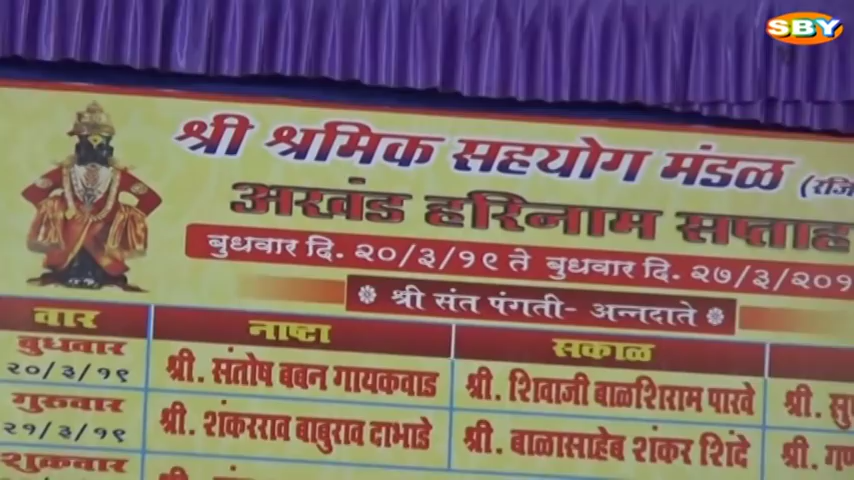 SBY
श्री श्रमिक सहयोग मंडळ (रजि
अखंड हरिनाम सप्ताह
बुधवार दि. २०/३/१९ ते बुधवार दि. २७/३/२०१
श्री संत पंगती- अन्नदाते
वार नाष्टा सकाळ
बुधवार २०/३/१९ श्री. संतोष बबन गायकवाड श्री. शिवाजी बाळशिराम पारवे श्री.
गुरुवार २१/३/१९ श्री. शंकरराव बाबुराव दाभाडे श्री. बाळासाहेब शंकर शिंदे श्री.
शुक्रवार